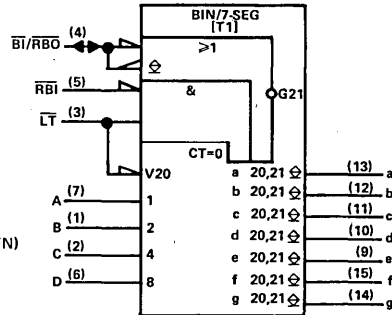 BIN/7-SEG
[T1]
BI/RBO (4) ≥1
G21
RBI (5) &
LT (3)
CT=0
V20
A (7) 1
B (1) 2
C (2) 4
D (6) 8
N)
a 20,21 (13) a
b 20,21 (12) b
c 20,21 (11) c
d 20,21 (10) d
e 20,21 (9) e
f 20,21 (15) f
g 20,21 (14) g